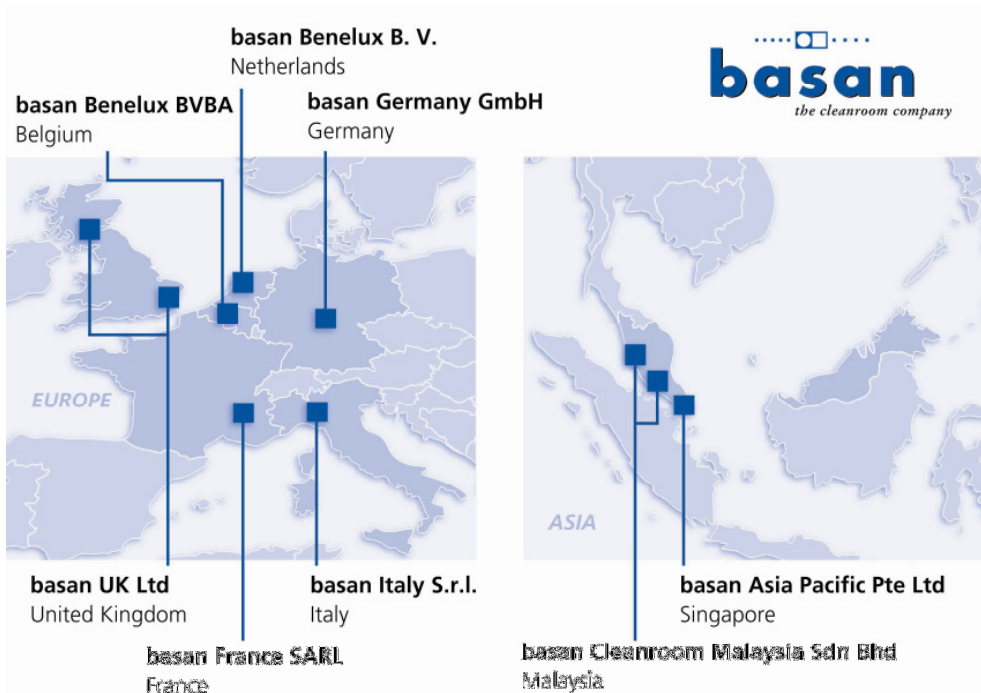 basan Benelux B. V.
Netherlands
basan Benelux BVBA
Belgium
basan Germany GmbH
Germany
basan
the cleanroom company
EUROPE
ASIA
basan UK Ltd
United Kingdom
basan Italy S.r.l.
Italy
basan France SARL
France
basan Asia Pacific Pte Ltd
Singapore
basan Cleanroom Malaysia Sdn Bhd
Malaysia